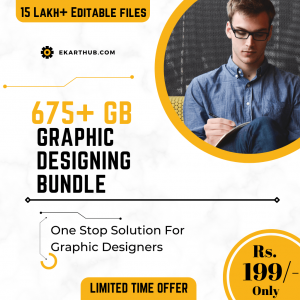 15 Lakh+ Editable files
EKARTHUB.COM
675+ GB
GRAPHIC
DESIGNING
BUNDLE
One Stop Solution For
Graphic Designers
Rs.
199/-
Only
LIMITED TIME OFFER